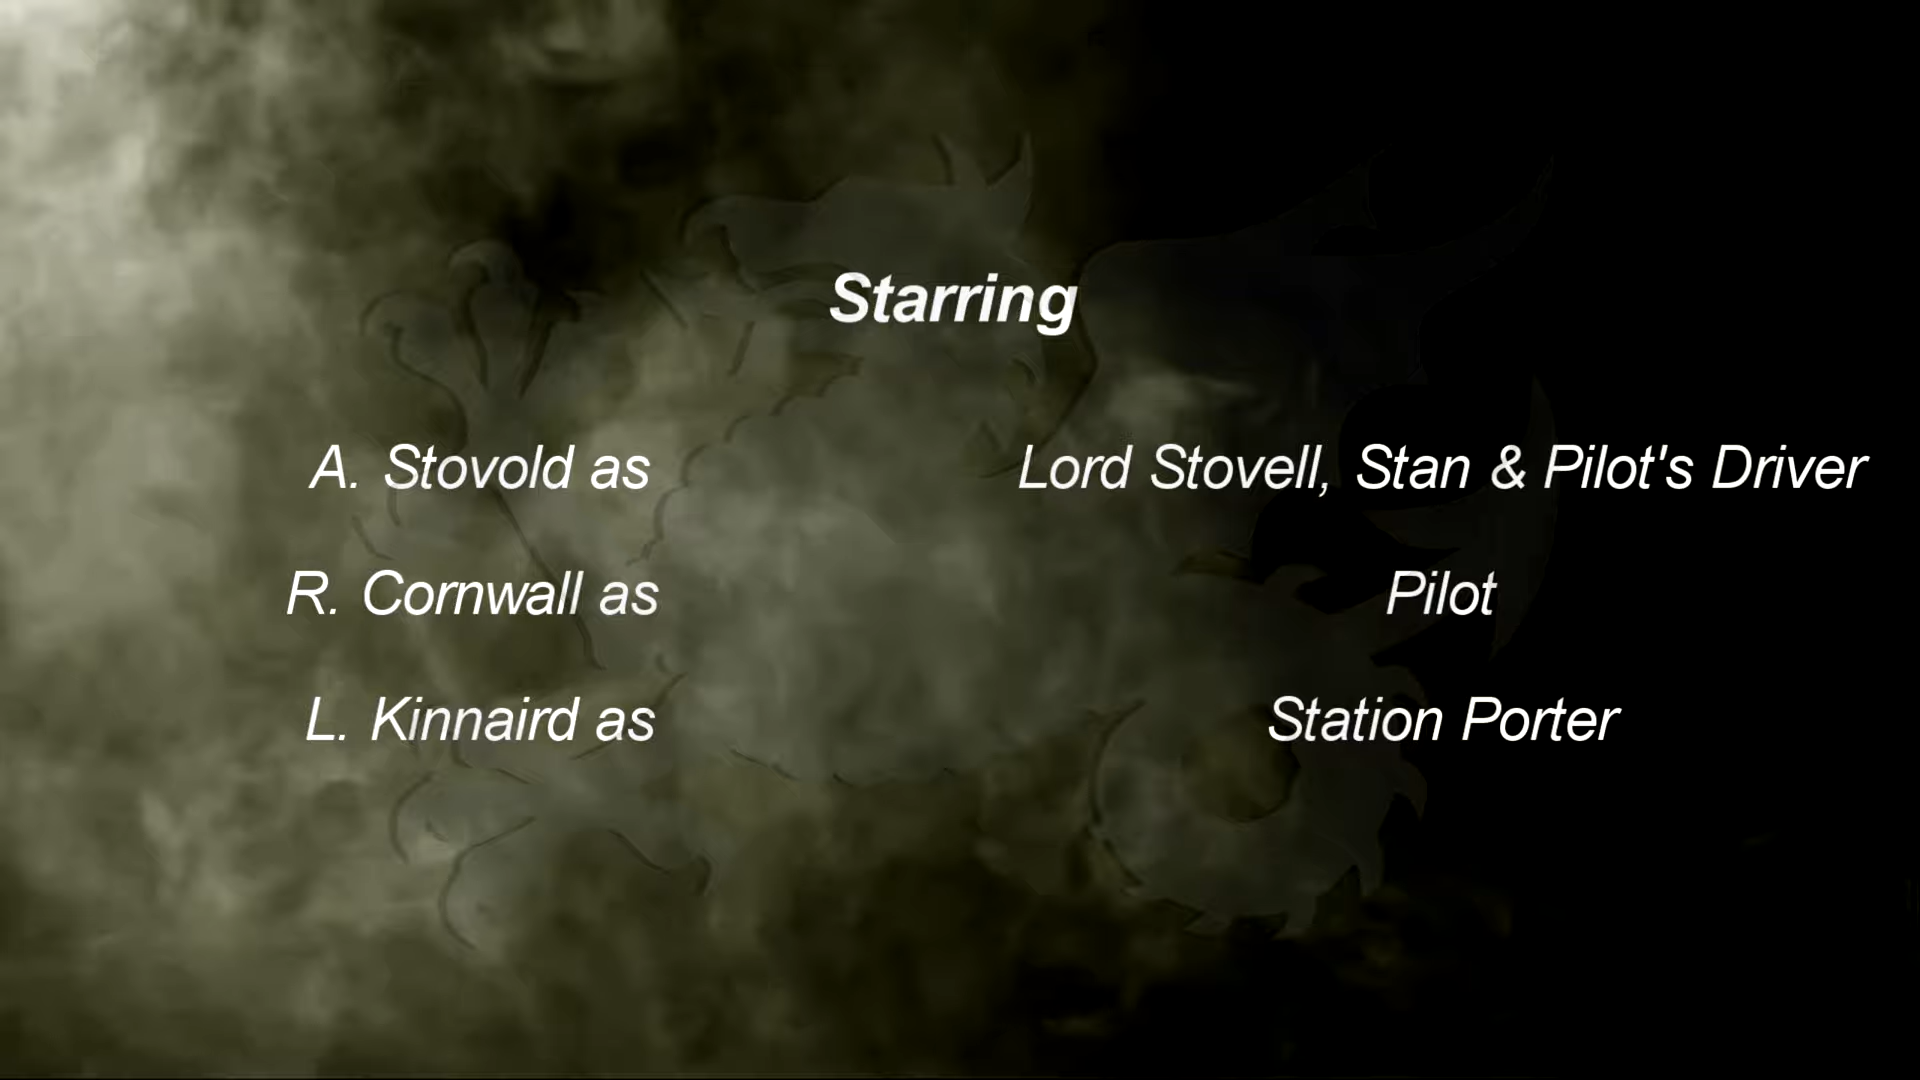 Starring
A. Stovold as Lord Stovell, Stan & Pilot's Driver
R. Cornwall as Pilot
L. Kinnaird as Station Porter